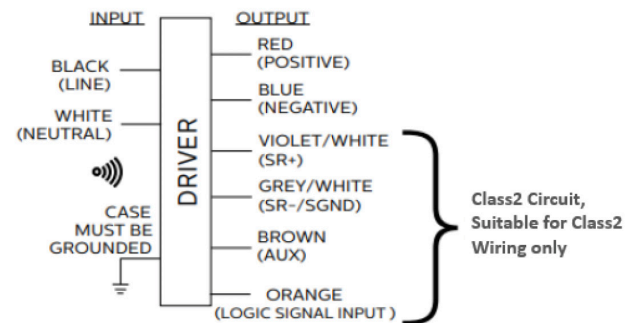 INPUT
BLACK
(LINE)
WHITE
(NEUTRAL)
CASE
MUST BE
GROUNDED
DRIVER
OUTPUT
RED
(POSITIVE)
BLUE
(NEGATIVE)
VIOLET/WHITE
(SR+)
GREY/WHITE
(SR-/SGND)
BROWN
(AUX)
ORANGE
(LOGIC SIGNAL INPUT )
Class2 Circuit,
Suitable for Class2
Wiring only